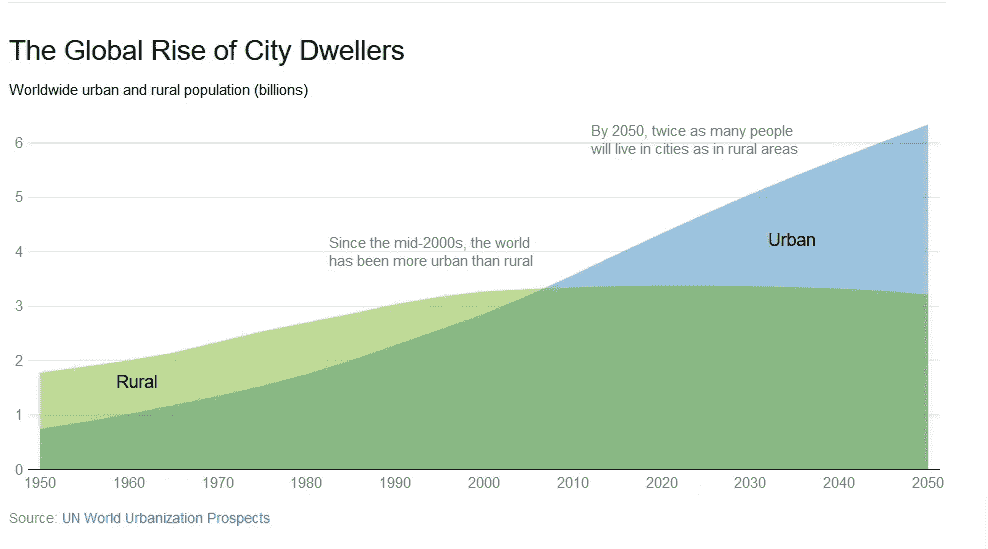 The Global Rise of City Dwellers
Worldwide urban and rural population (billions)
By 2050, twice as many people
will live in cities as in rural areas
6
5
Since the mid-2000s, the world
has been more urban than rural
Urban
4
3
2
Rural
1
0
1950 1960 1970 1980 1990 2000 2010 2020 2030 2040 2050
Source: UN World Urbanization Prospects